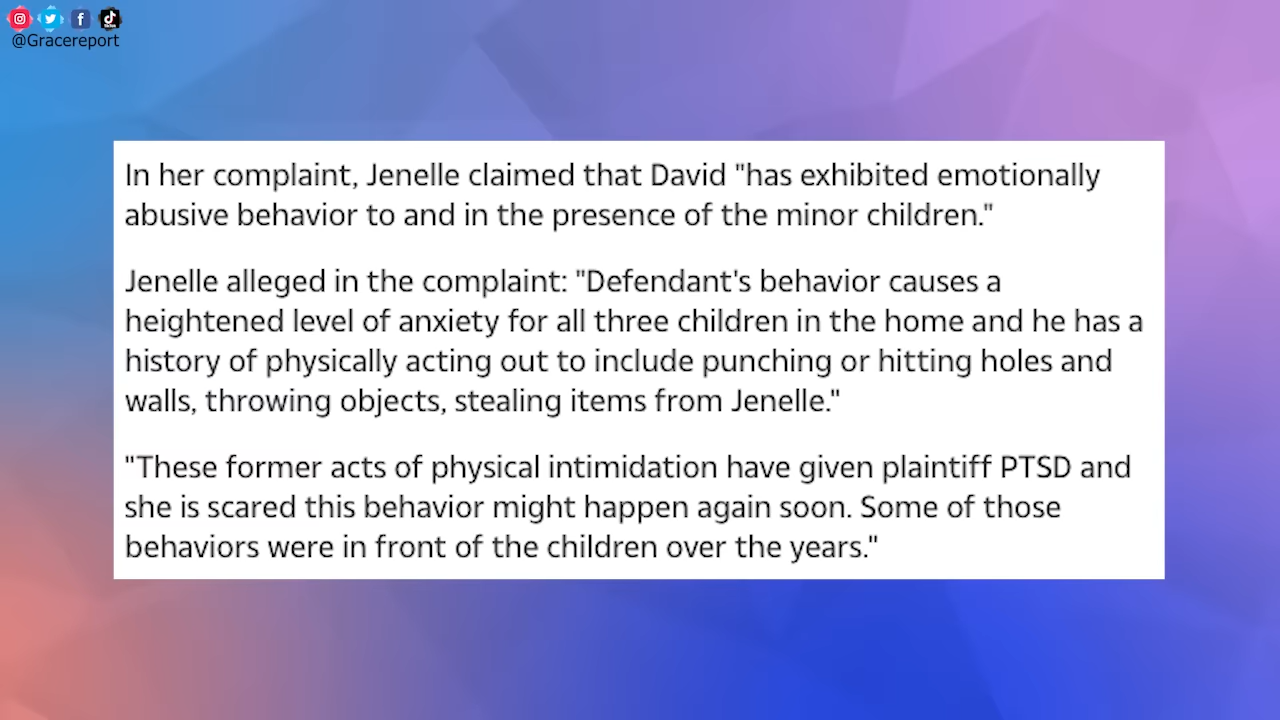 TikTok
@Gracereport
In her complaint, Jenelle claimed that David "has exhibited emotionally
abusive behavior to and in the presence of the minor children."
Jenelle alleged in the complaint: "Defendant's behavior causes a
heightened level of anxiety for all three children in the home and he has a
history of physically acting out to include punching or hitting holes and
walls, throwing objects, stealing items from Jenelle."
"These former acts of physical intimidation have given plaintiff PTSD and
she is scared this behavior might happen again soon. Some of those
behaviors were in front of the children over the years."